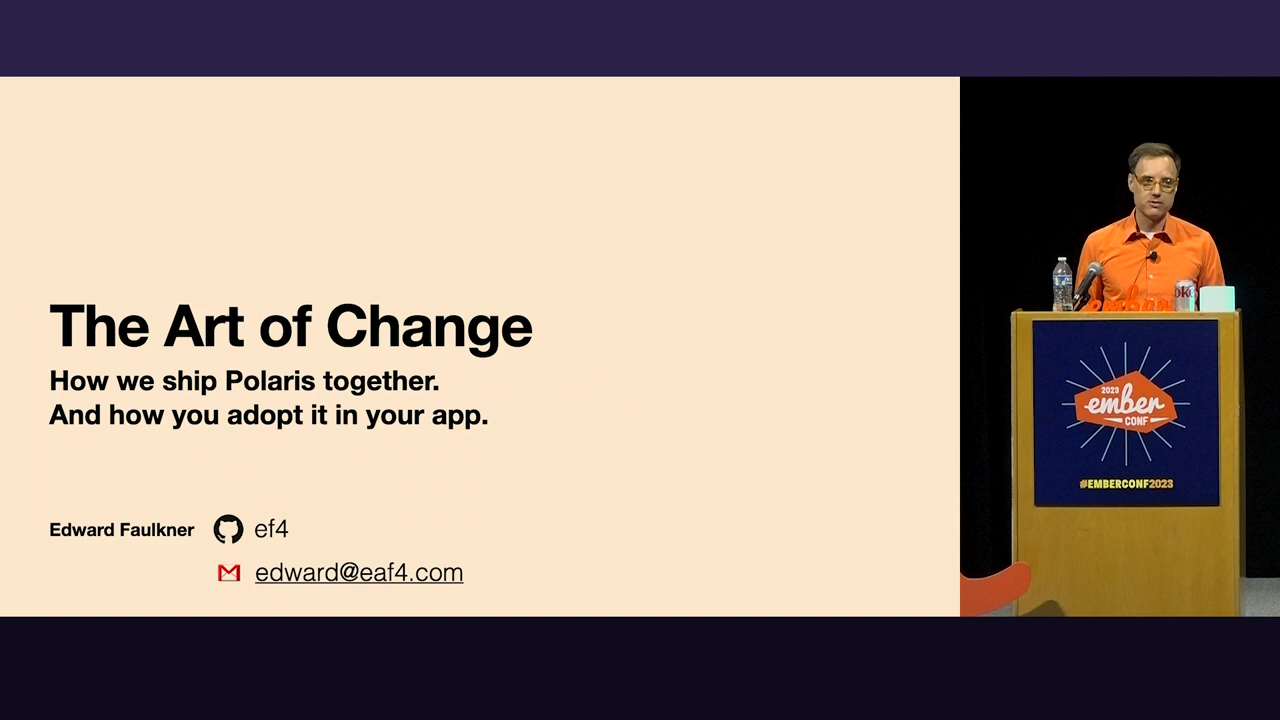 The Art of Change
How we ship Polaris together.
And how you adopt it in your app.
Edward Faulkner
ef4
edward@eaf4.com
ember
2023
ember
CONF
#EMBERCONF2023